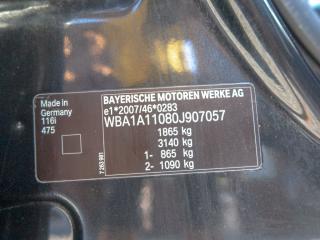 Made in
Germany
116i
475
BAYERISCHE MOTOREN WERKE AG
e1*2007/46*0283
WBA1A11080J907057
1865 kg
3140 kg
1- 865 kg
2- 1090 kg